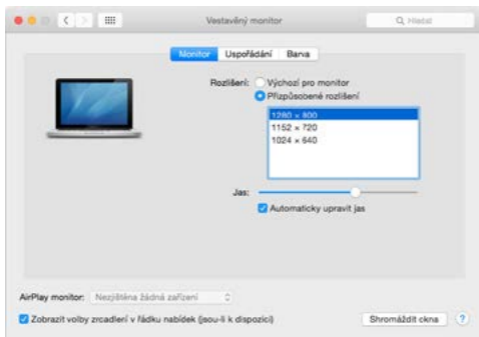 Vestavěný monitor
Hledat
Monitor Uspořádání Barva
Rozlišení: Výchozí pro monitor
Přizpůsobené rozlišení
1280 × 800
1152 × 720
1024 × 640
Jas:
Automaticky upravit jas
AirPlay monitor: Nezjištěna žádná zařízení
Zobrazit volby zrcadlení v řádku nabídek (jsou-li k dispozici)
Shromáždit okna ?